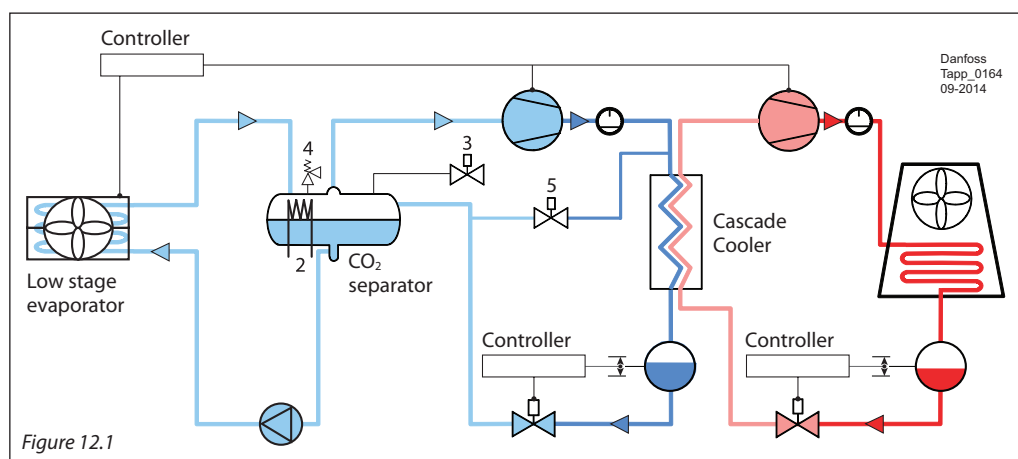 Controller
Danfoss
Tapp_0164
09-2014
3
4
5
Cascade
Cooler
2
CO₂
separator
Low stage
evaporator
Controller
Controller
Figure 12.1